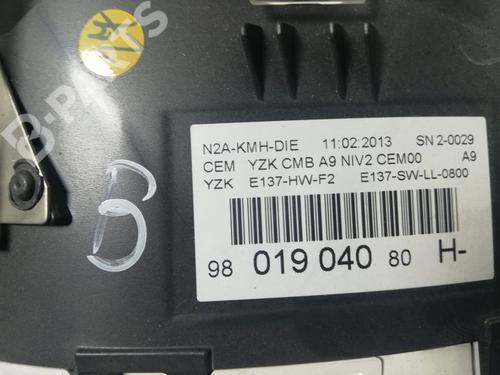 B-PARTS
N2A-KMH-DIE 11:02:2013 SN 2-0029
CEM YZK CMB A9 NIV2 CEM00 A9
YZK E137-HW-F2 E137-SW-LL-0800
98 019 040 80 H-